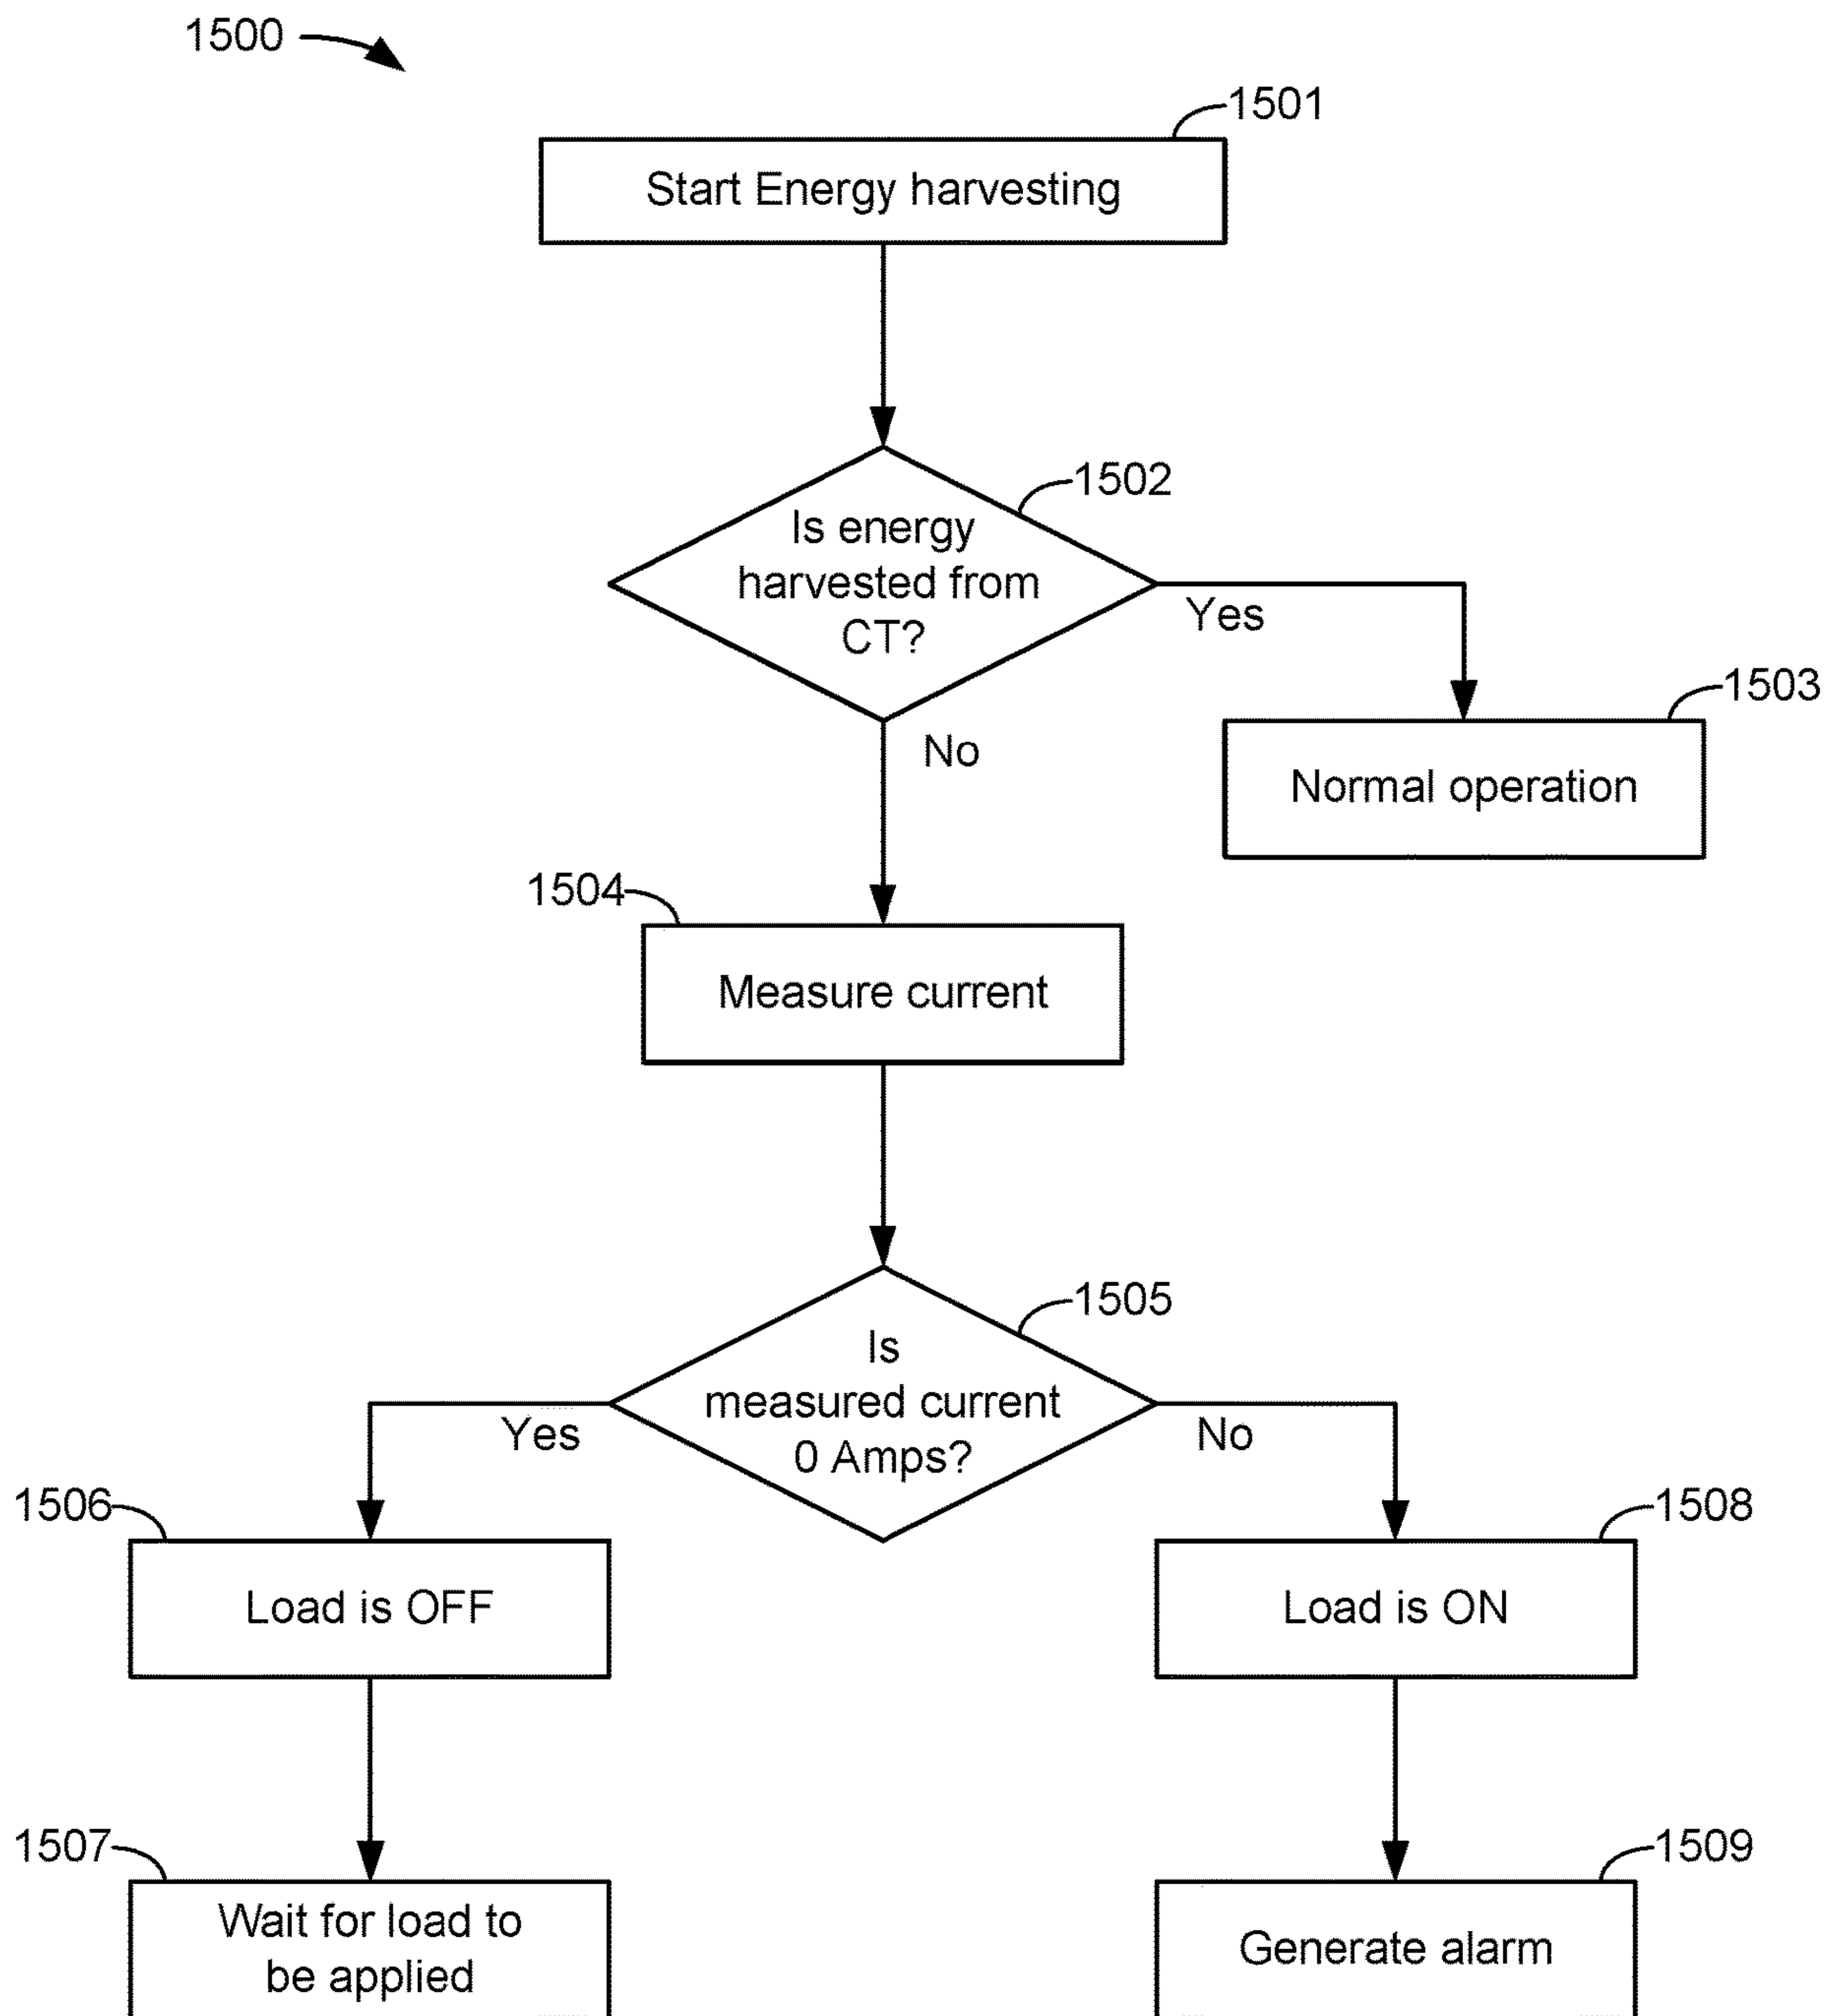 1500
1501
Start Energy harvesting
1502
Is energy
harvested from
CT?
Yes
No
1503
Normal operation
1504
Measure current
1505
Is
measured current
0 Amps?
Yes
No
1506
Load is OFF
1508
Load is ON
1507
Wait for load to
be applied
1509
Generate alarm